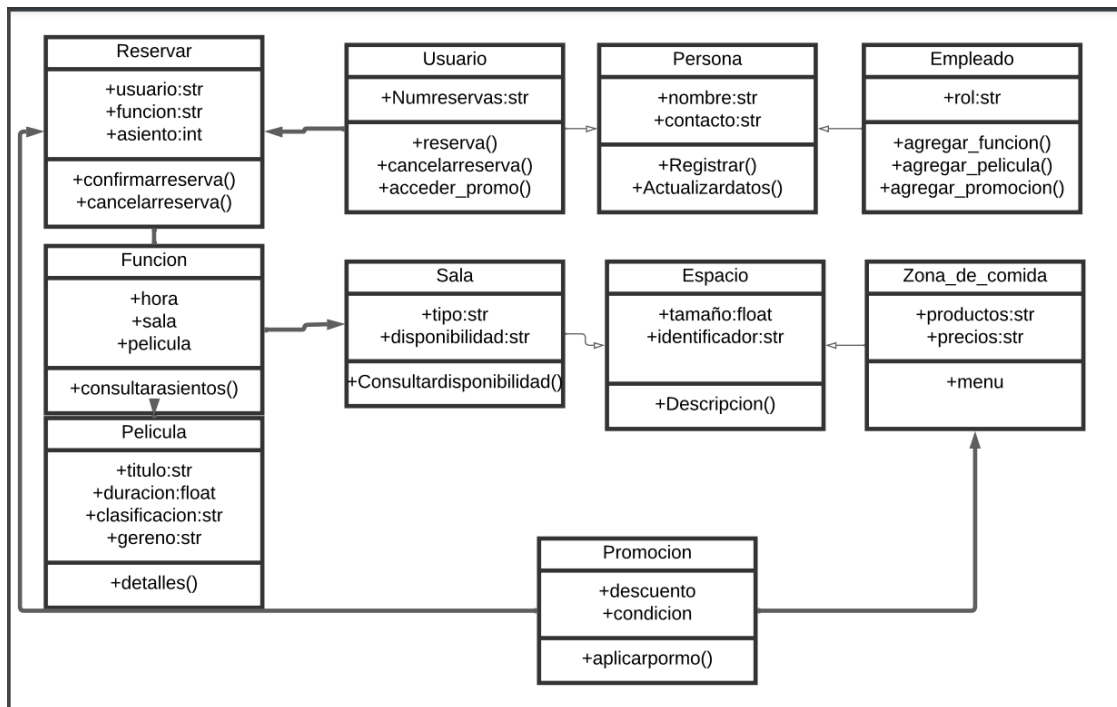 Reservar
+usuario:str
+funcion:str
+asiento:int
+confirmarreserva()
+cancelarreserva()
Usuario
+Numreservas:str
+reserva()
+cancelarreserva()
+acceder_promo()
Persona
+nombre:str
+contacto:str
+Registrar()
+Actualizardatos()
Empleado
+rol:str
+agregar_funcion()
+agregar_pelicula()
+agregar_promocion()
Funcion
+hora
+sala
+pelicula
+consultarasientos()
Sala
+tipo:str
+disponibilidad:str
+Consultardisponibilidad()
Espacio
+tamaño:float
+identificador:str
+Descripcion()
Zona_de_comida
+productos:str
+precios:str
+menu
Pelicula
+titulo:str
+duracion:float
+clasificacion:str
+gereno:str
+detalles()
Promocion
+descuento
+condicion
+aplicarpormo()